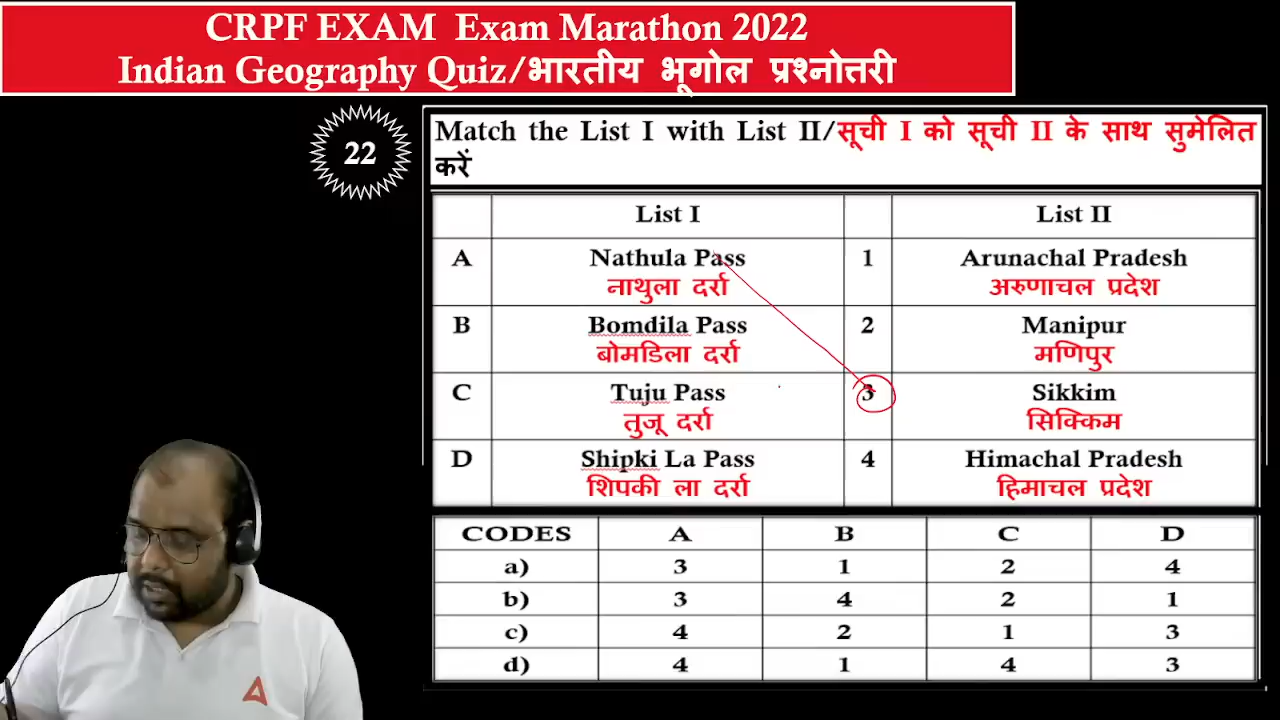 CRPF EXAM Exam Marathon 2022
Indian Geography Quiz/भारतीय भूगोल प्रश्नोत्तरी
22
Match the List I with List II/सूची I को सूची II के साथ सुमेलित
करें
List I List II
A Nathula Pass 1 Arunachal Pradesh
नाथुला दर्रा अरुणाचल प्रदेश
B Bomdila Pass 2 Manipur
बोमडिला दर्रा मणिपुर
C Tuju Pass 3 Sikkim
तुजू दर्रा सिक्किम
D Shipki La Pass 4 Himachal Pradesh
शिपकी ला दर्रा हिमाचल प्रदेश
CODES A B C D
a) 3 1 2 4
b) 3 4 2 1
c) 4 2 1 3
d) 4 1 4 3